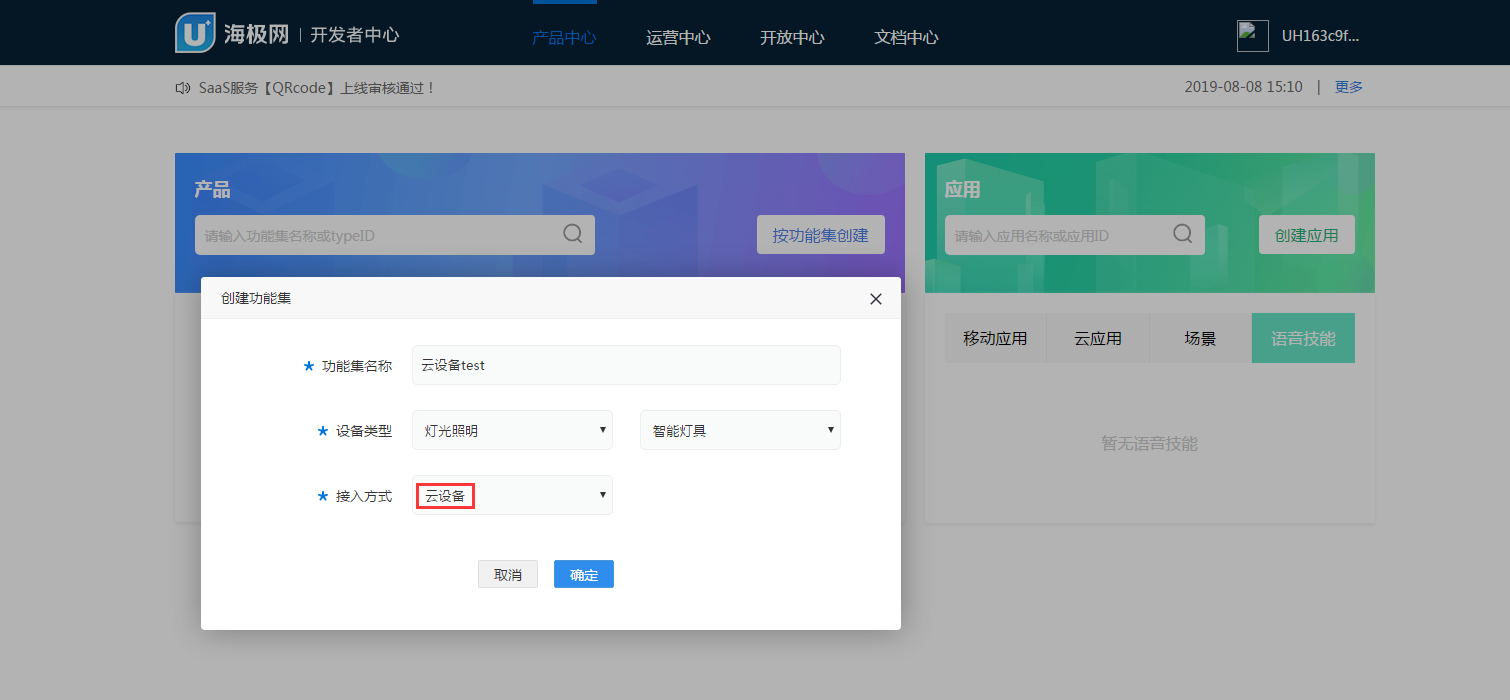 U+ 海极网 | 开发者中心 产品中心 运营中心 开放中心 文档中心 UH163c9f...
SaaS服务【QRcode】上线审核通过！ 2019-08-08 15:10 | 更多
产品
请输入功能集名称或typeID 按功能集创建
应用
请输入应用名称或应用ID 创建应用
移动应用 云应用 场景 语音技能
暂无语音技能
创建功能集 ×
* 功能集名称 云设备test
* 设备类型 灯光照明 智能灯具
* 接入方式 云设备
取消 确定